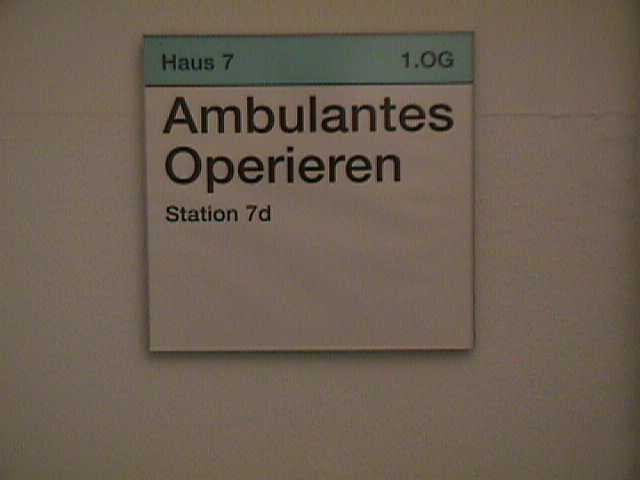 Haus 7 1.OG
Ambulantes
Operieren
Station 7d